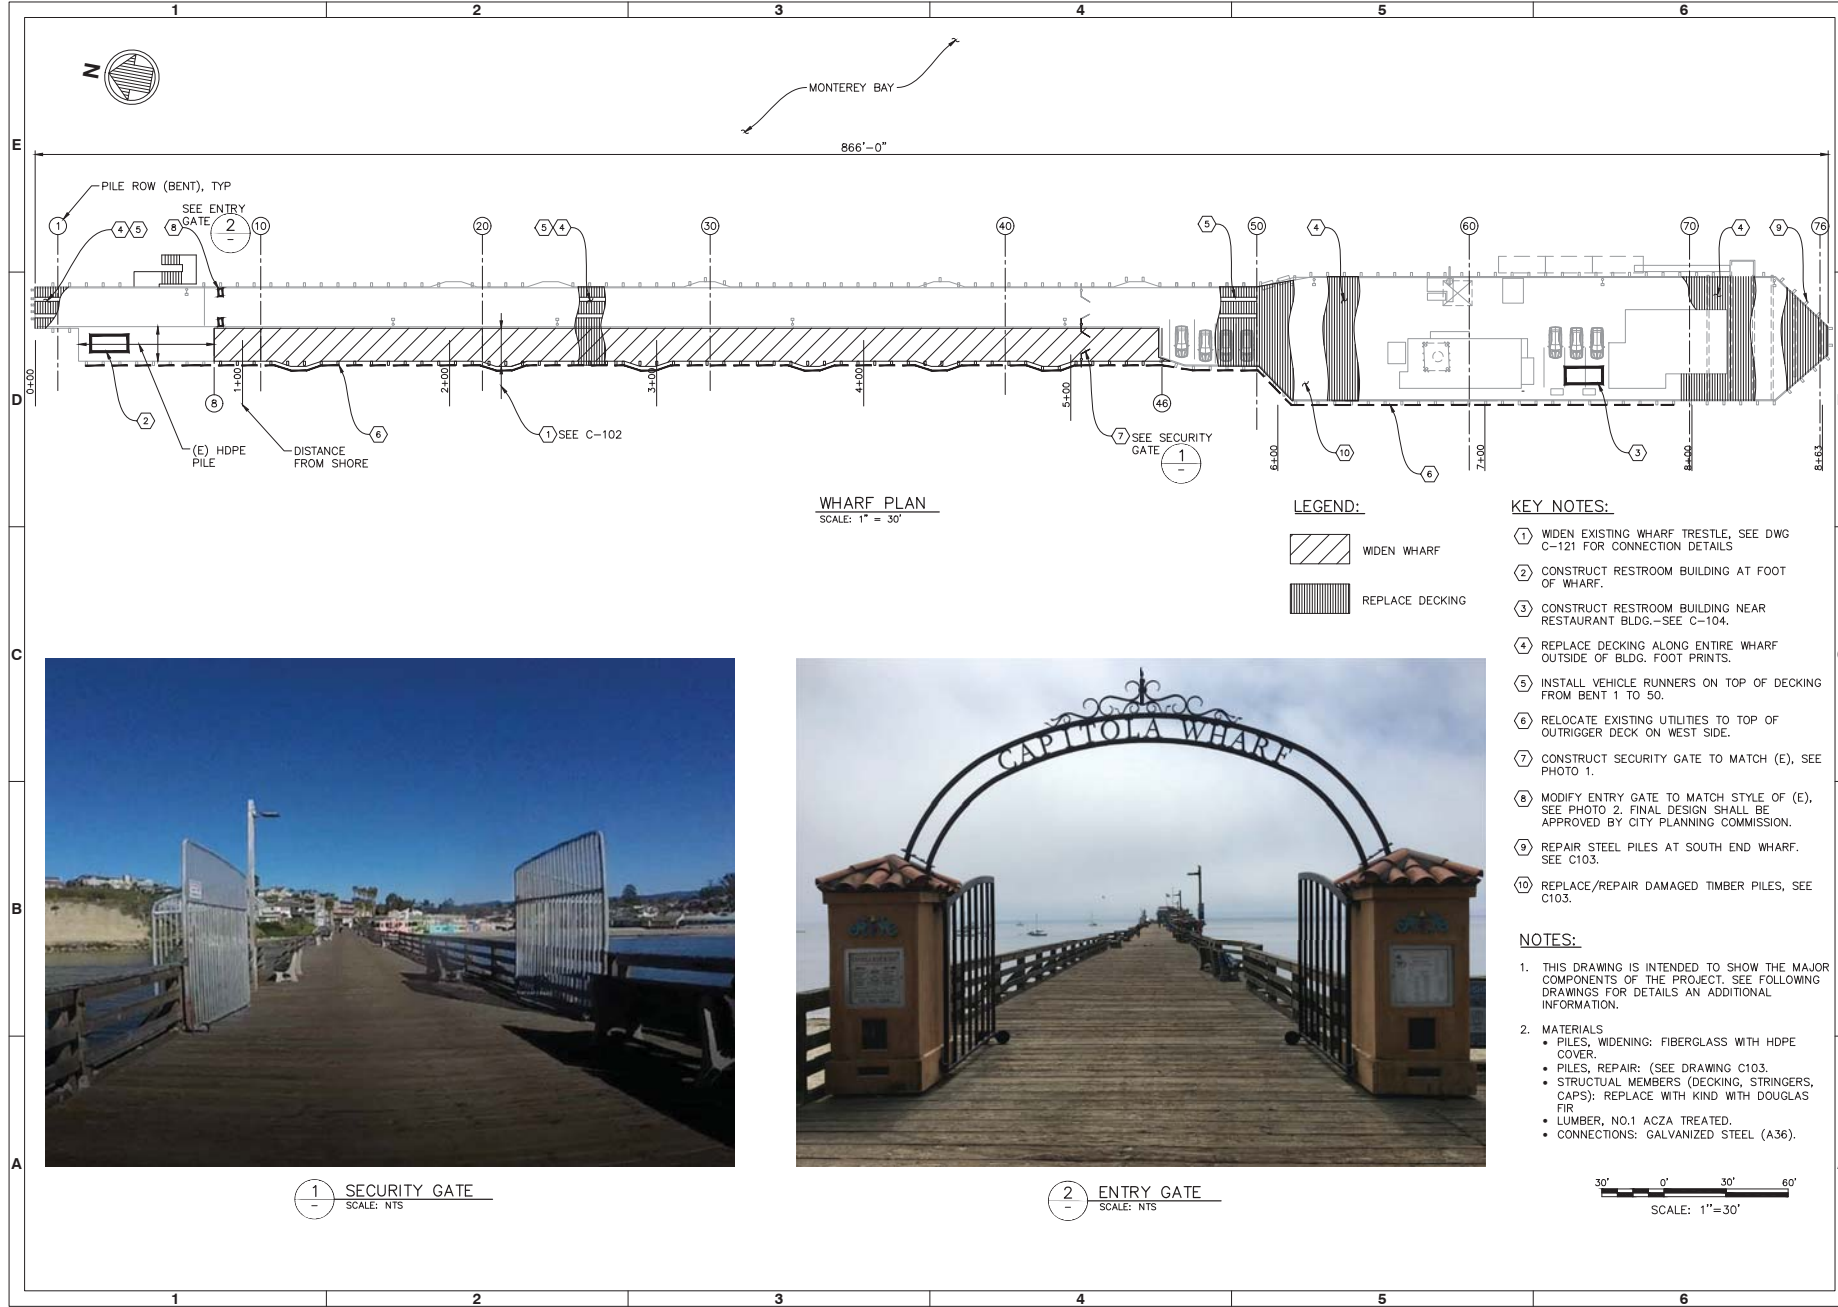 1 2 3 4 5 6
E
D
C
B
A
N
MONTEREY BAY
866'-0"
PILE ROW (BENT), TYP
SEE ENTRY
GATE
2
-
1
4 5
8
10
20
5 4
30
40
5
50
4
60
70
4
9
76
0+00
1+00
2+00
3+00
4+00
5+00
6+00
7+00
8+00
8+63
2
(E) HDPE
PILE
8
DISTANCE
FROM SHORE
6
1 SEE C-102
7 SEE SECURITY
GATE
1
-
46
10
6
3
WHARF PLAN
SCALE: 1" = 30'
LEGEND:
WIDEN WHARF
REPLACE DECKING
KEY NOTES:
1 WIDEN EXISTING WHARF TRESTLE, SEE DWG
C-121 FOR CONNECTION DETAILS
2 CONSTRUCT RESTROOM BUILDING AT FOOT
OF WHARF.
3 CONSTRUCT RESTROOM BUILDING NEAR
RESTAURANT BLDG.-SEE C-104.
4 REPLACE DECKING ALONG ENTIRE WHARF
OUTSIDE OF BLDG. FOOT PRINTS.
5 INSTALL VEHICLE RUNNERS ON TOP OF DECKING
FROM BENT 1 TO 50.
6 RELOCATE EXISTING UTILITIES TO TOP OF
OUTRIGGER DECK ON WEST SIDE.
7 CONSTRUCT SECURITY GATE TO MATCH (E), SEE
PHOTO 1.
8 MODIFY ENTRY GATE TO MATCH STYLE OF (E),
SEE PHOTO 2. FINAL DESIGN SHALL BE
APPROVED BY CITY PLANNING COMMISSION.
9 REPAIR STEEL PILES AT SOUTH END WHARF.
SEE C103.
10 REPLACE/REPAIR DAMAGED TIMBER PILES, SEE
C103.
NOTES:
1. THIS DRAWING IS INTENDED TO SHOW THE MAJOR
COMPONENTS OF THE PROJECT. SEE FOLLOWING
DRAWINGS FOR DETAILS AN ADDITIONAL
INFORMATION.
2. MATERIALS
• PILES, WIDENING: FIBERGLASS WITH HDPE
COVER.
• PILES, REPAIR: (SEE DRAWING C103.
• STRUCTUAL MEMBERS (DECKING, STRINGERS,
CAPS): REPLACE WITH KIND WITH DOUGLAS
FIR
• LUMBER, NO.1 ACZA TREATED.
• CONNECTIONS: GALVANIZED STEEL (A36).
CAPITOLA WHARF
1
-
SECURITY GATE
SCALE: NTS
2
-
ENTRY GATE
SCALE: NTS
30' 0' 30' 60'
SCALE: 1"=30'
1 2 3 4 5 6